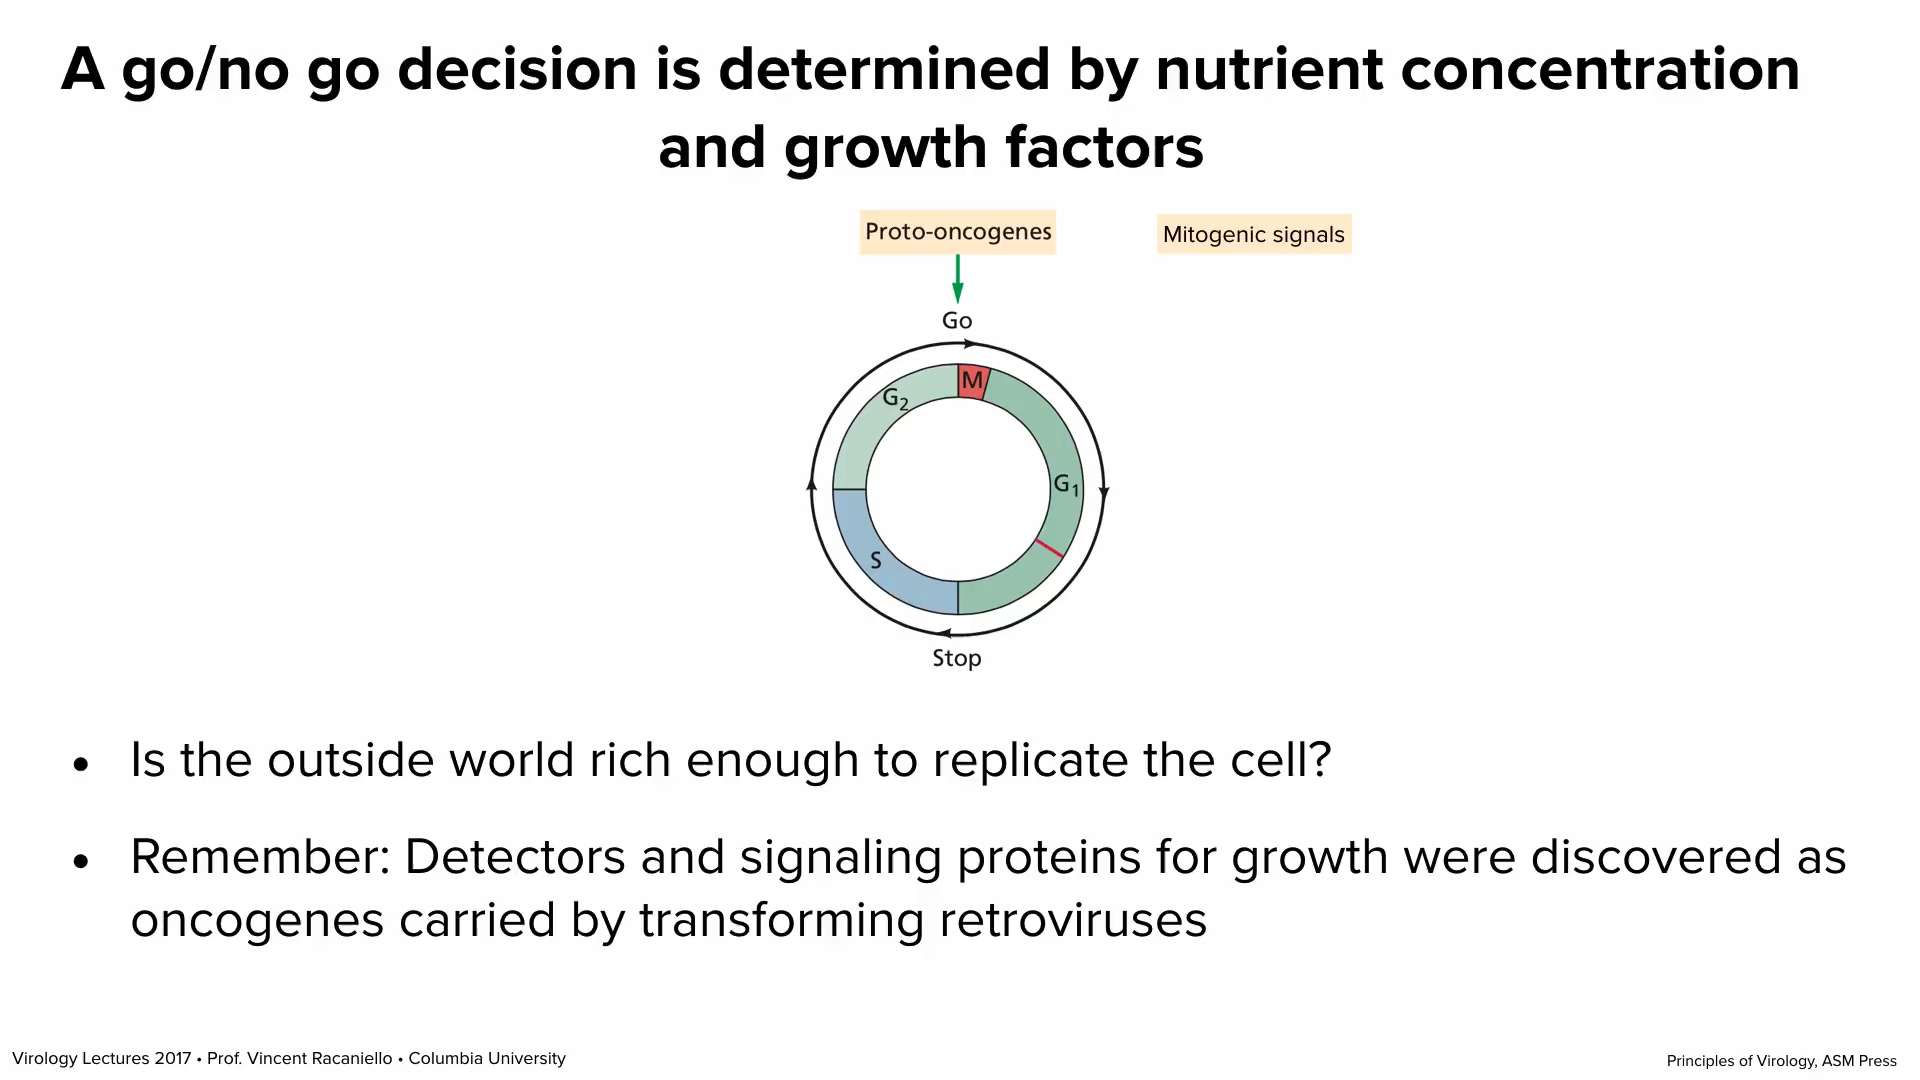 A go/no go decision is determined by nutrient concentration
and growth factors
Proto-oncogenes
Mitogenic signals
Go
M
G₂
G₁
S
Stop
• Is the outside world rich enough to replicate the cell?
• Remember: Detectors and signaling proteins for growth were discovered as
oncogenes carried by transforming retroviruses
Virology Lectures 2017 • Prof. Vincent Racaniello • Columbia University
Principles of Virology, ASM Press